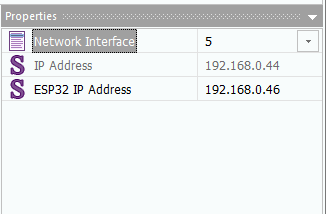 Properties
Network Interface 5
IP Address 192.168.0.44
ESP32 IP Address 192.168.0.46